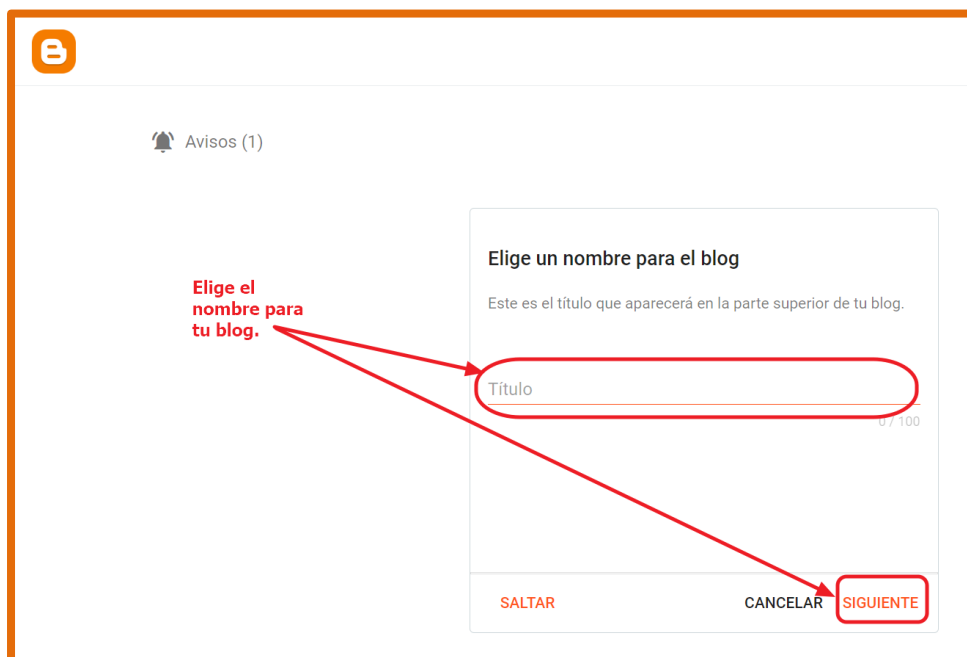 Avisos (1)
Elige un nombre para el blog
Este es el título que aparecerá en la parte superior de tu blog.
Elige el
nombre para
tu blog.
Título
0 / 100
SALTAR CANCELAR SIGUIENTE